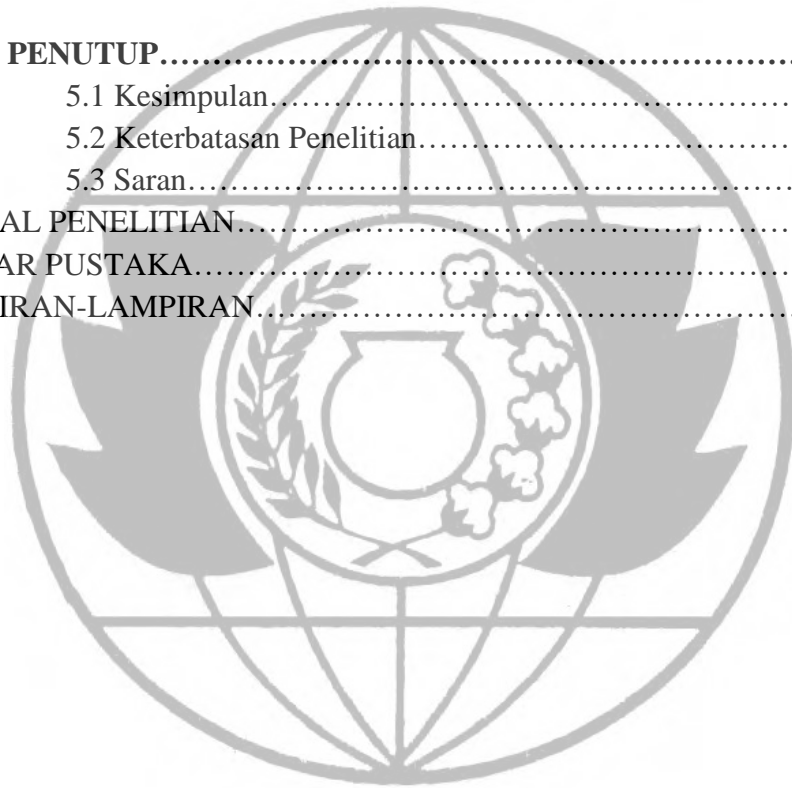 PENUTUP……………………………………………………………
5.1 Kesimpulan……………………………………………………
5.2 Keterbatasan Penelitian………………………………………
5.3 Saran……………………………………………………………
AL PENELITIAN………………………………………………………
AR PUSTAKA…………………………………………………………
IRAN-LAMPIRAN……………………………………………………